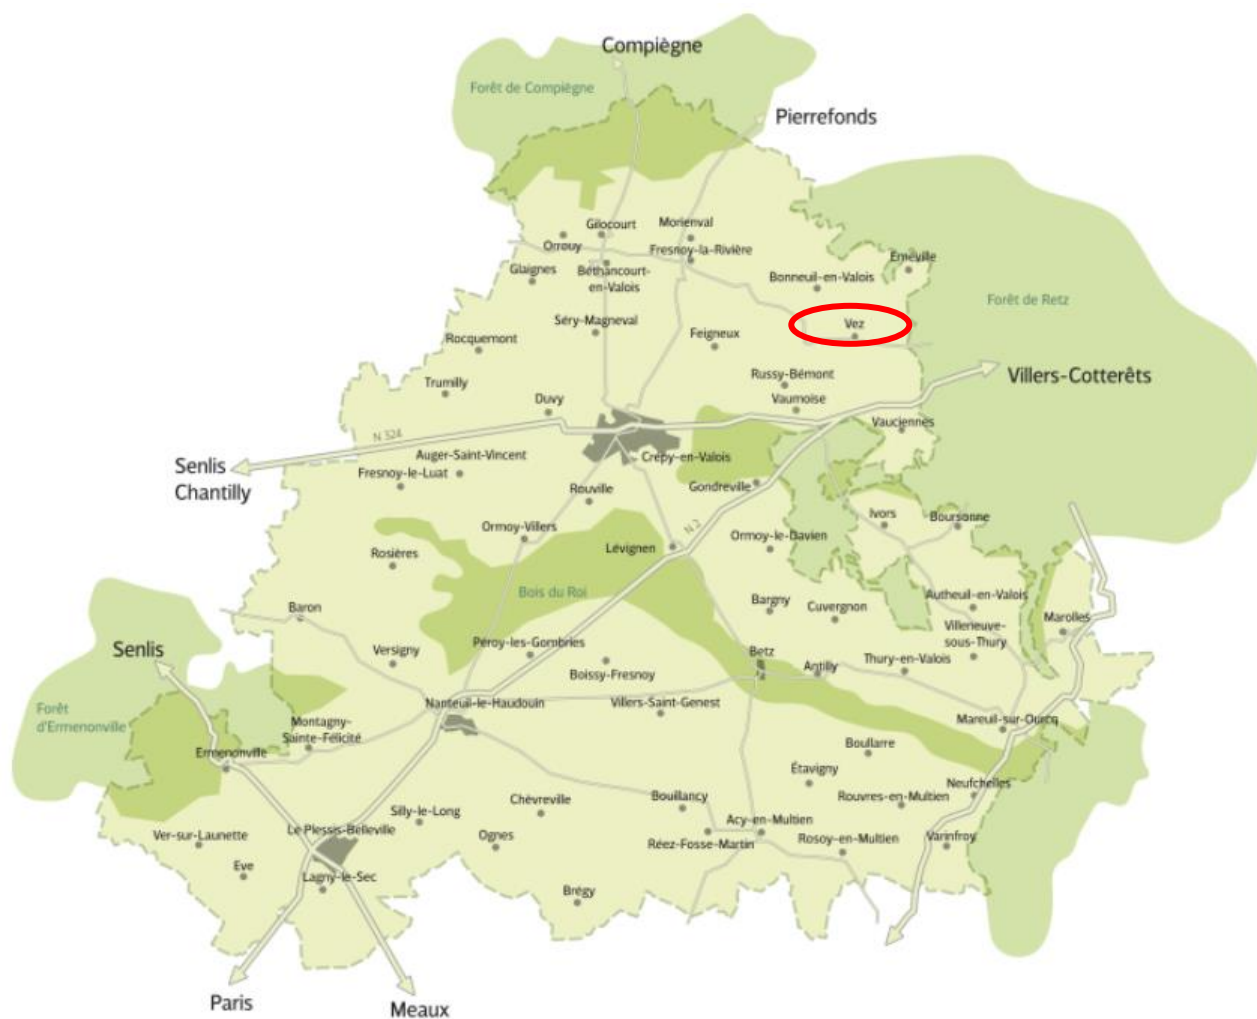 Compiègne
Forêt de Compiègne
Pierrefonds
Gilocourt
Morienval
Orrouy
Fresnoy-la-Rivière
Emeville
Glaignes
Béthancourt-
en-Valois
Bonneuil-en-Valois
Forêt de Retz
Séry-Magneval
Vez
Rocquemont
Feigneux
Russy-Bémont
Villers-Cotterêts
Trumilly
Duvy
Vaumoise
Vauciennes
N 324
Senlis
Chantilly
Auger-Saint-Vincent
Crépy-en-Valois
Fresnoy-le-Luat
Rouville
Gondreville
Ivors
Boursonne
Ormoy-Villers
N 2
Lévignen
Ormoy-le-Davien
Rosières
Bois du Roi
Autheuil-en-Valois
Baron
Bargny
Cuvergnon
Marolles
Villeneuve-
sous-Thury
Senlis
Versigny
Péroy-les-Gombries
Betz
Antilly
Thury-en-Valois
Boissy-Fresnoy
Forêt
d'Ermenonville
Nanteuil-le-Haudouin
Villers-Saint-Genest
Montagny-
Sainte-Félicité
Mareuil-sur-Ourcq
Ermenonville
Boullarre
Étavigny
Neufchelles
Chèvreville
Bouillancy
Rouvres-en-Multien
Silly-le-Long
Ver-sur-Launette
Le Plessis-Belleville
Ognes
Acy-en-Multien
Réez-Fosse-Martin
Rosoy-en-Multien
Varinfroy
Eve
Lagny-le-Sec
Brégy
Paris
Meaux